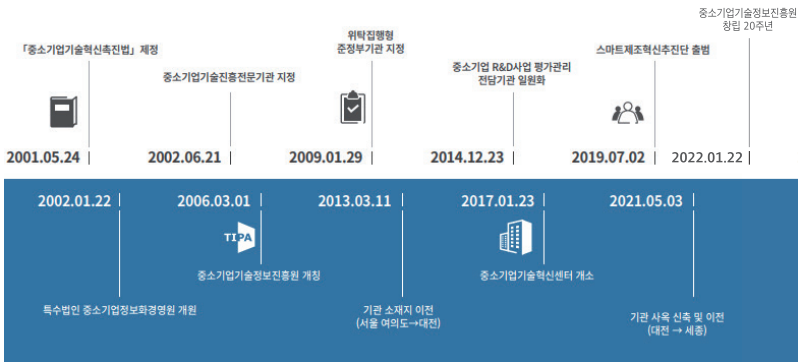 중소기업기술정보진흥원
창립 20주년
「중소기업기술혁신촉진법」 제정
중소기업기술진흥전문기관 지정
위탁집행형
준정부기관 지정
중소기업 R&D사업 평가관리
전담기관 일원화
스마트제조혁신추진단 출범
2001.05.24
2002.06.21
2009.01.29
2014.12.23
2019.07.02
2022.01.22
2002.01.22
2006.03.01
2013.03.11
2017.01.23
2021.05.03
TIPA
중소기업기술정보진흥원 개칭
중소기업기술혁신센터 개소
특수법인 중소기업정보화경영원 개원
기관 소재지 이전
(서울 여의도→대전)
기관 사옥 신축 및 이전
(대전 → 세종)